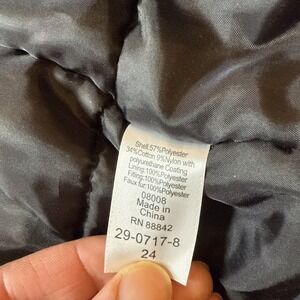 Shell:57%Polyester
34%Cotton 9%Nylon with
polyurethane Coating
Lining:100%Polyester
Filling:100%Polyester
Faux fur:100%Polyester
08008
Made in
China
RN 88842
29-0717-8
24